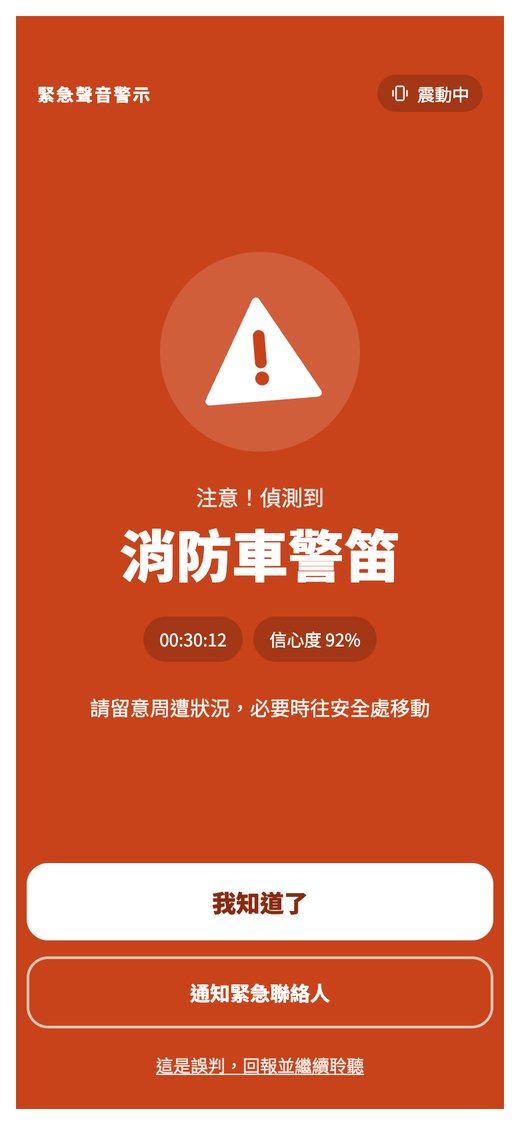 緊急聲音警示
震動中
注意！偵測到
消防車警笛
00:30:12
信心度 92%
請留意周遭狀況，必要時往安全處移動
我知道了
通知緊急聯絡人
這是誤判，回報並繼續聆聽